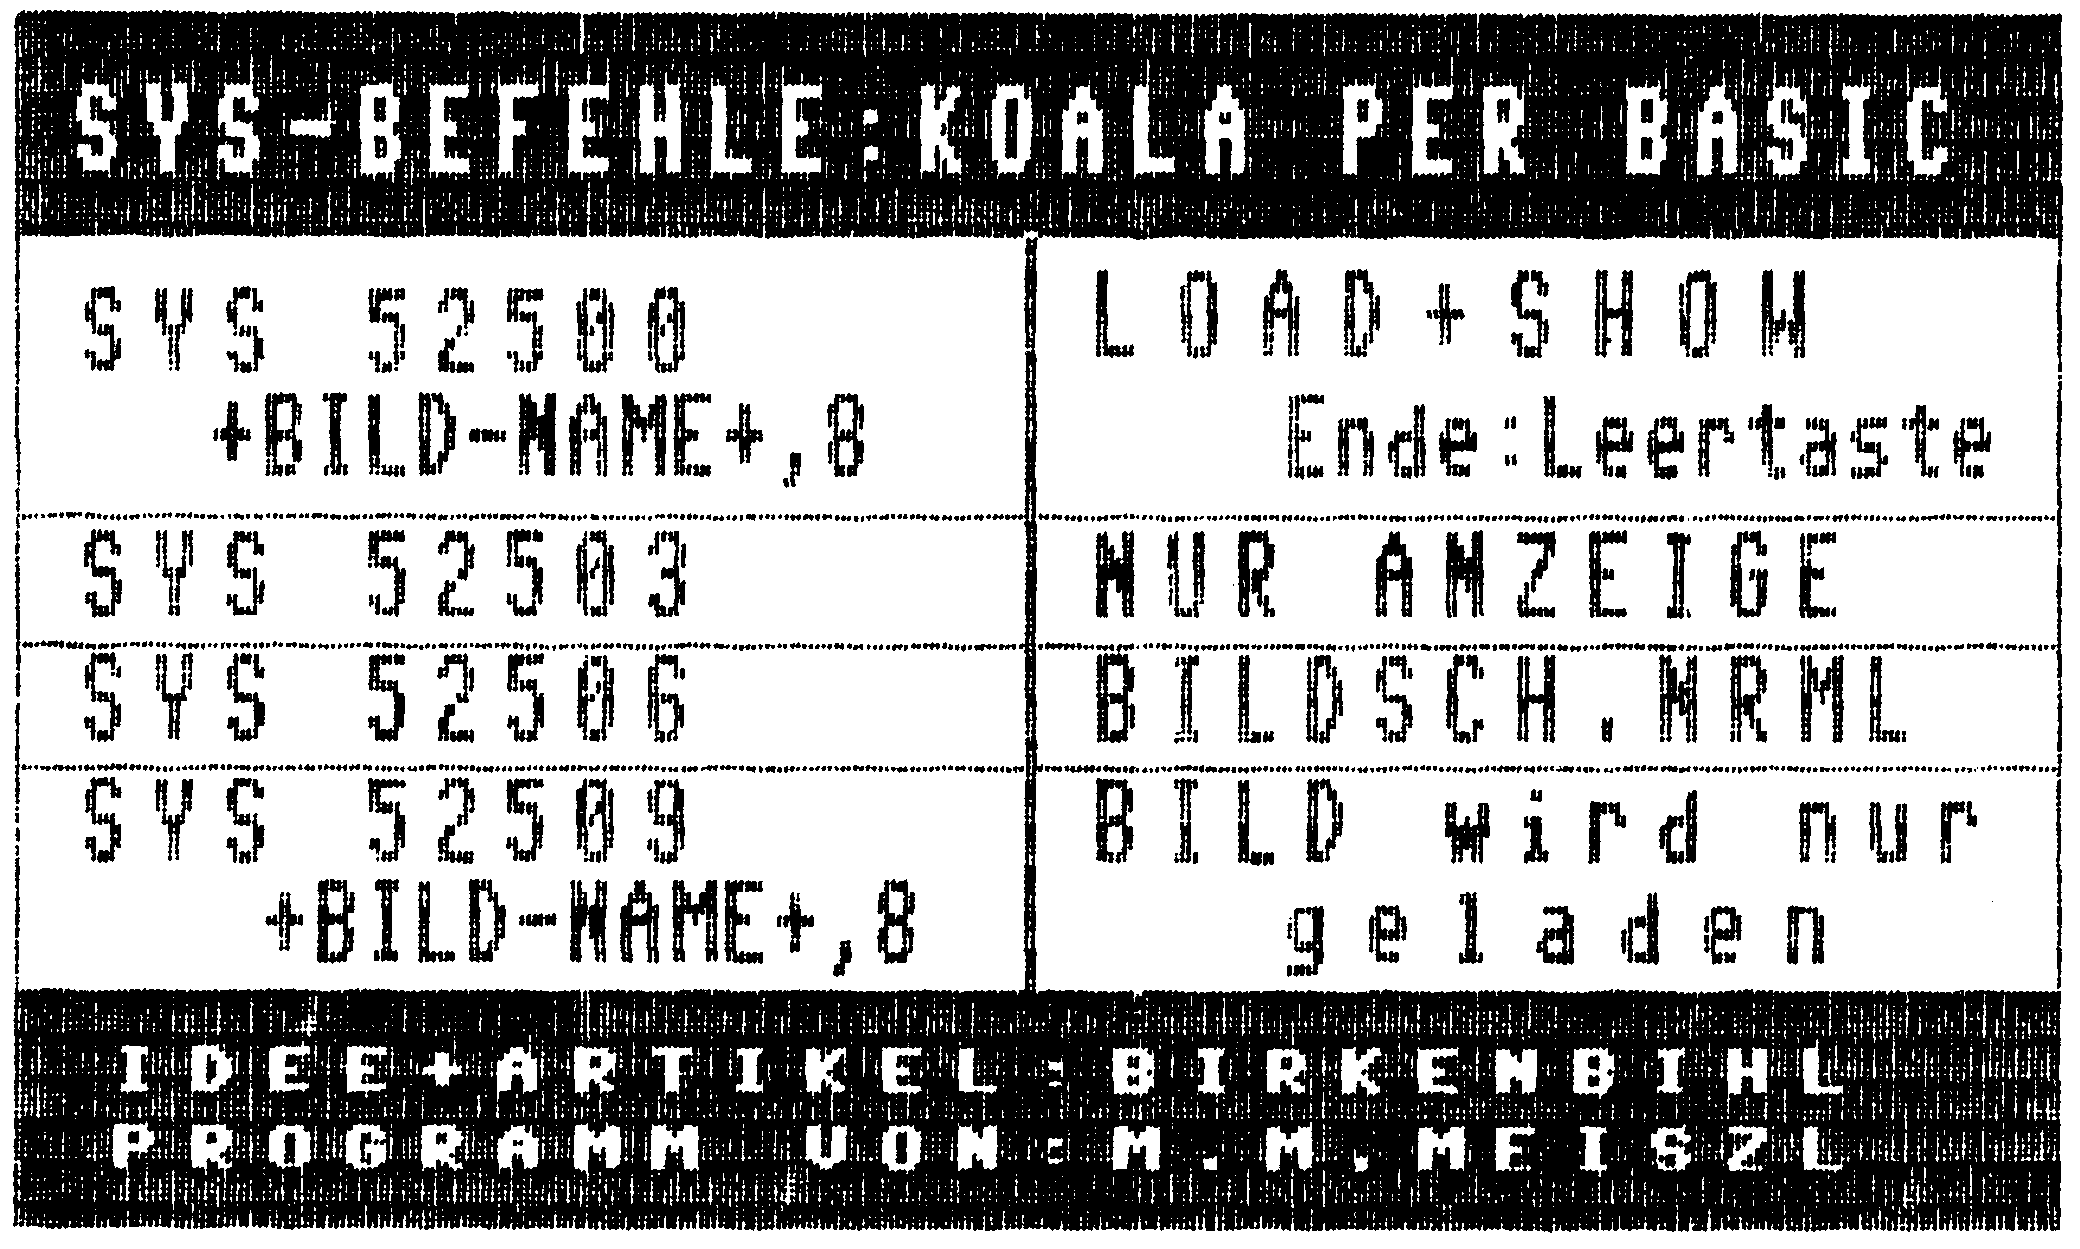 SYS-BEFEHLE:KOALA PER BASIC
SYS 52500
+BILD-NAME+,8
LOAD+SHOW
Ende:Leertaste
SYS 52503
NUR ANZEIGE
SYS 52506
BILDSCH.NRML
SYS 52509
+BILD-NAME+,8
BILD wird nur
geladen
IDEE+ARTIKEL:BIRKENBIHL
PROGRAMM VON:M.M.MEISZL